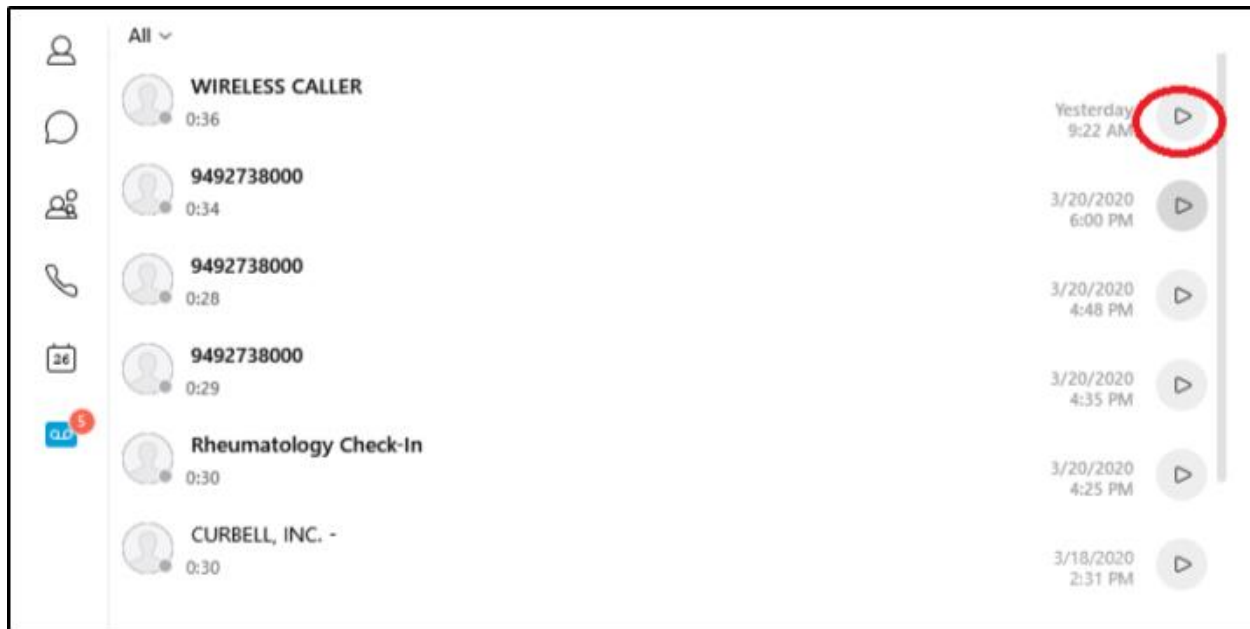 All
WIRELESS CALLER
0:36
Yesterday
9:22 AM
9492738000
0:34
3/20/2020
6:00 PM
9492738000
0:28
3/20/2020
4:48 PM
26
9492738000
0:29
3/20/2020
4:35 PM
5
Rheumatology Check-In
0:30
3/20/2020
4:25 PM
CURBELL, INC. -
0:30
3/18/2020
2:31 PM